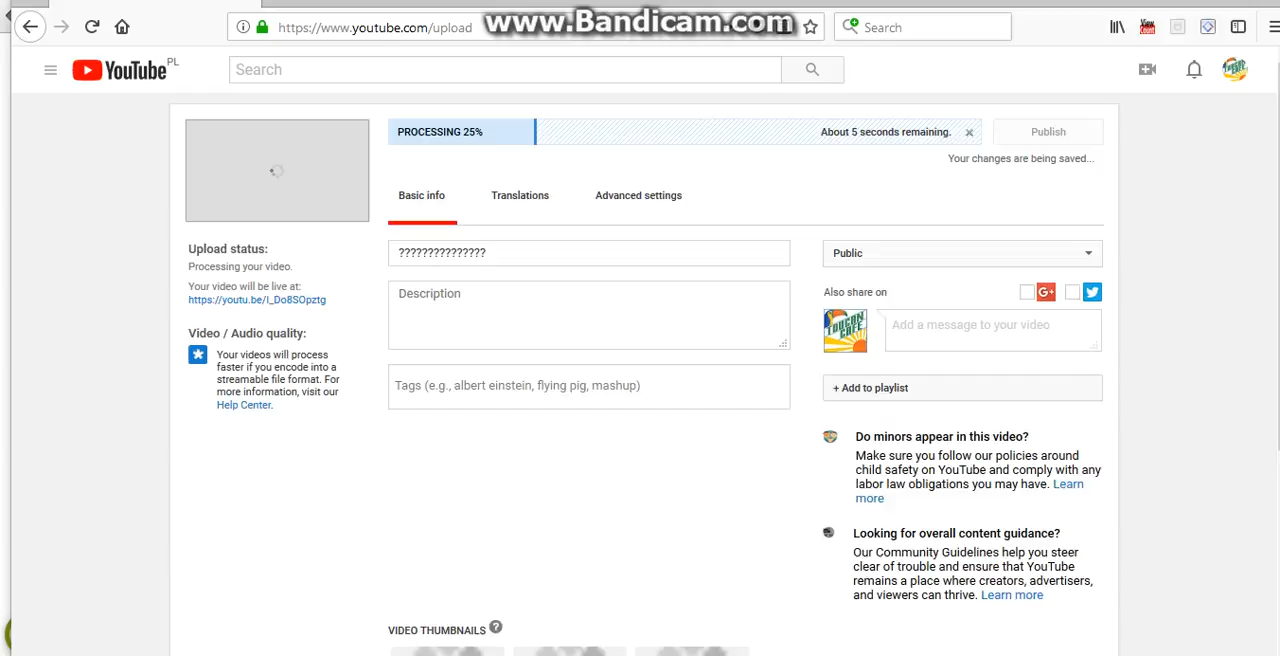 www.Bandicam.com
https://www.youtube.com/upload
Search
YouTube PL
Search
PROCESSING 25%
About 5 seconds remaining.
Publish
Your changes are being saved...
Basic info
Translations
Advanced settings
Upload status:
Processing your video.
Your video will be live at:
https://youtu.be/l_Do8SOpztg
Video / Audio quality:
Your videos will process
faster if you encode into a
streamable file format. For
more information, visit our
Help Center.
???????????????
Description
Tags (e.g., albert einstein, flying pig, mashup)
Public
Also share on
G+
TOUCAN
CAFE
Add a message to your video
+ Add to playlist
Do minors appear in this video?
Make sure you follow our policies around
child safety on YouTube and comply with any
labor law obligations you may have. Learn
more
Looking for overall content guidance?
Our Community Guidelines help you steer
clear of trouble and ensure that YouTube
remains a place where creators, advertisers,
and viewers can thrive. Learn more
VIDEO THUMBNAILS ?